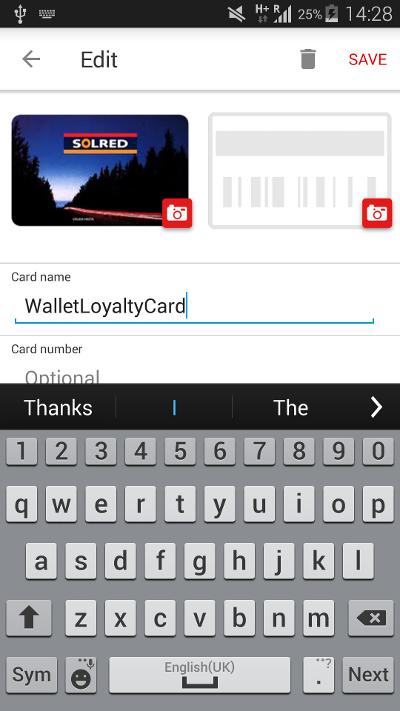 H+ R 25% 14:28
Edit SAVE
SOLRED
Card name
WalletLoyaltyCard
Card number
Optional
Thanks I The
1 2 3 4 5 6 7 8 9 0
q w e r t y u i o p
a s d f g h j k l
z x c v b n m
Sym English(UK) . ? Next